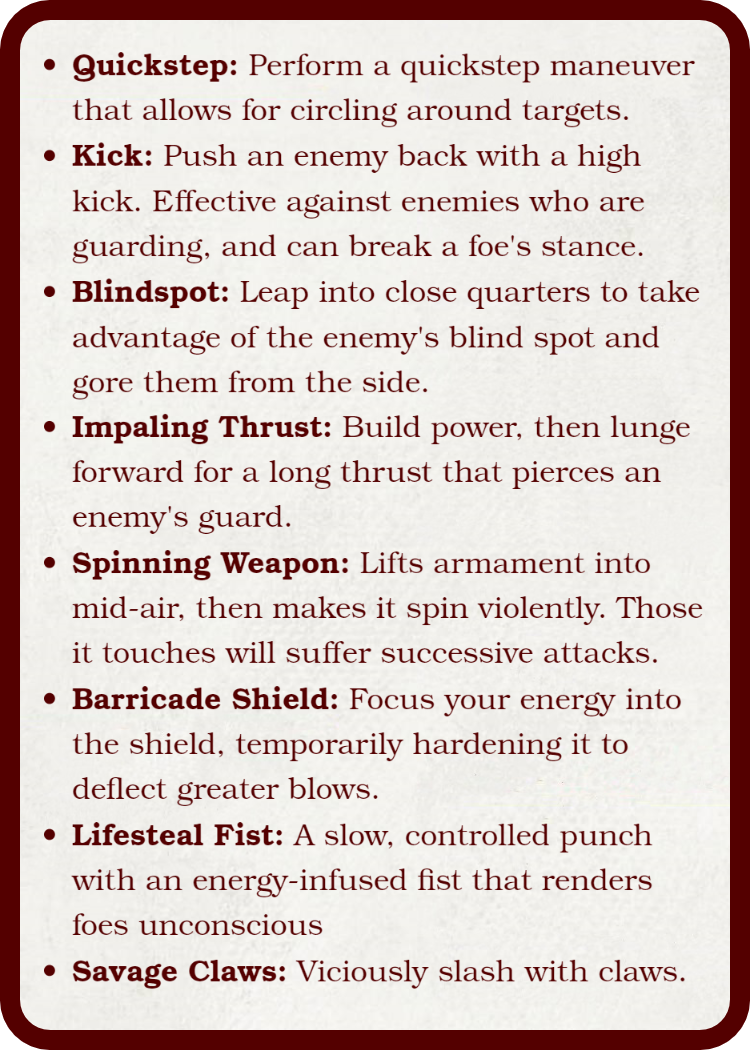 • Quickstep: Perform a quickstep maneuver
that allows for circling around targets.
• Kick: Push an enemy back with a high
kick. Effective against enemies who are
guarding, and can break a foe's stance.
• Blindspot: Leap into close quarters to take
advantage of the enemy's blind spot and
gore them from the side.
• Impaling Thrust: Build power, then lunge
forward for a long thrust that pierces an
enemy's guard.
• Spinning Weapon: Lifts armament into
mid-air, then makes it spin violently. Those
it touches will suffer successive attacks.
• Barricade Shield: Focus your energy into
the shield, temporarily hardening it to
deflect greater blows.
• Lifesteal Fist: A slow, controlled punch
with an energy-infused fist that renders
foes unconscious
• Savage Claws: Viciously slash with claws.